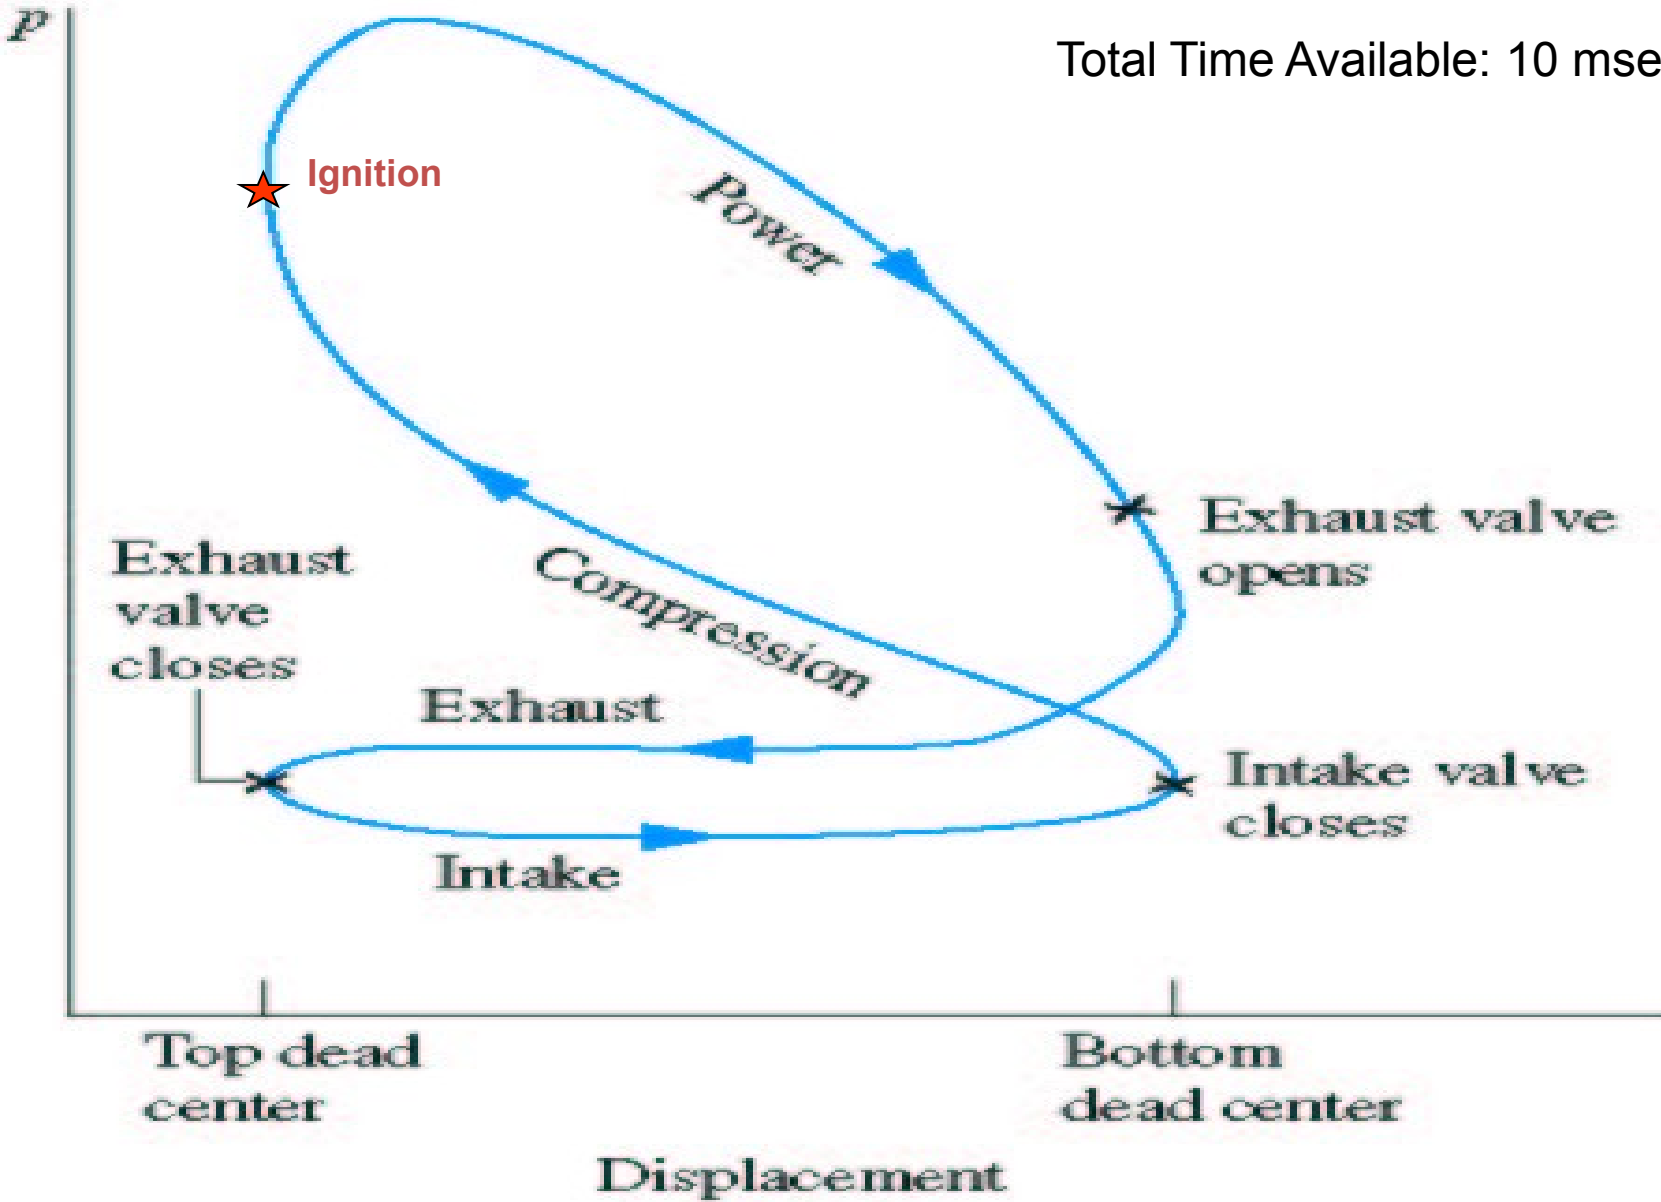 p
Total Time Available: 10 mse
Ignition
Power
Exhaust valve
opens
Exhaust
valve
closes
Compression
Exhaust
Intake valve
closes
Intake
Top dead
center
Bottom
dead center
Displacement